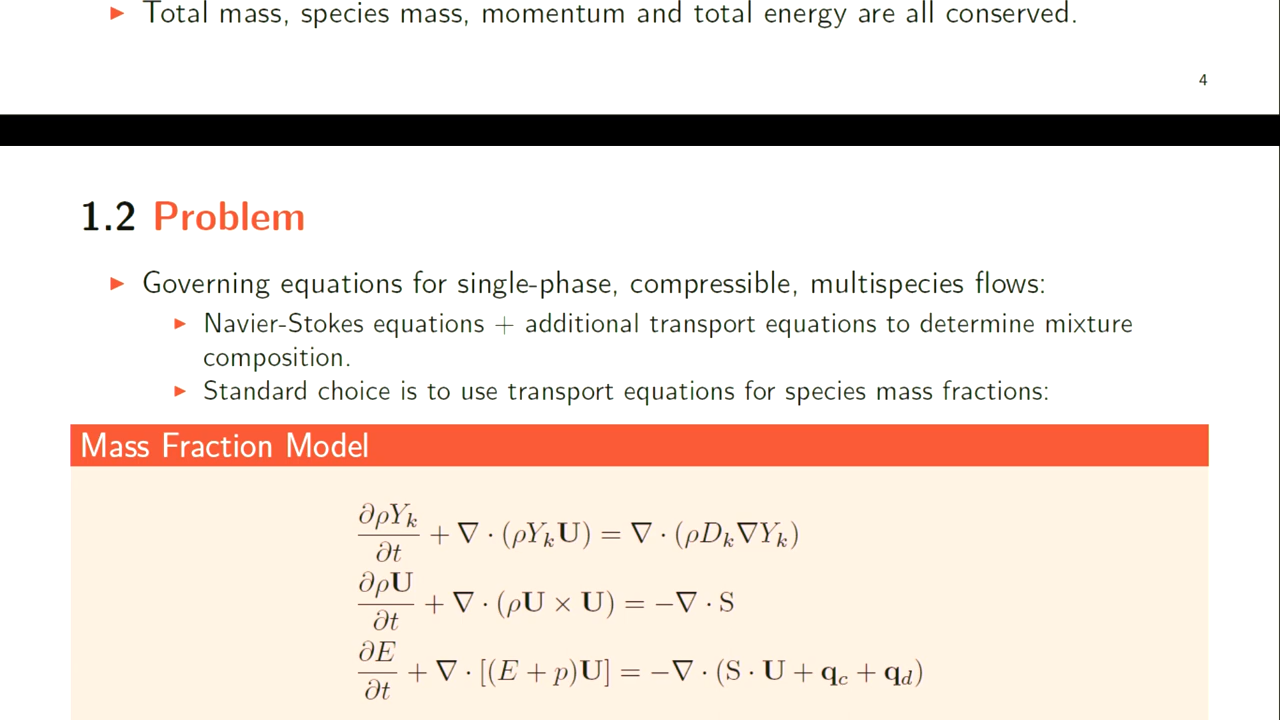 ▶ Total mass, species mass, momentum and total energy are all conserved.
4
1.2 Problem
▶ Governing equations for single-phase, compressible, multispecies flows:
▶ Navier-Stokes equations + additional transport equations to determine mixture
composition.
▶ Standard choice is to use transport equations for species mass fractions:
Mass Fraction Model
∂ρY_k/∂t + ∇ · (ρY_k U) = ∇ · (ρD_k ∇Y_k)
∂ρU/∂t + ∇ · (ρU × U) = −∇ · S
∂E/∂t + ∇ · [(E + p)U] = −∇ · (S · U + q_c + q_d)